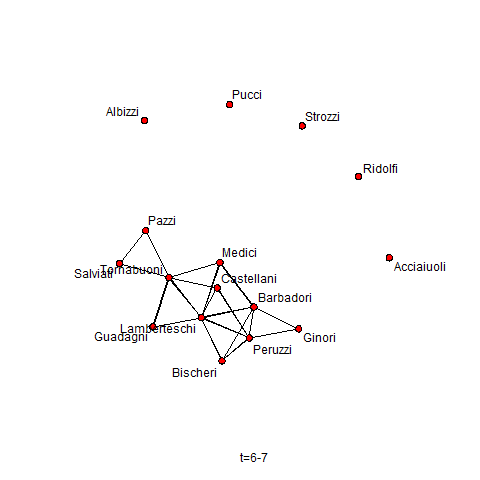 Pucci
Albizzi
Strozzi
Ridolfi
Pazzi
Medici
Acciaiuoli
Tornabuoni
Salviati
Castellani
Barbadori
Lamberteschi
Guadagni
Ginori
Peruzzi
Bischeri
t=6-7